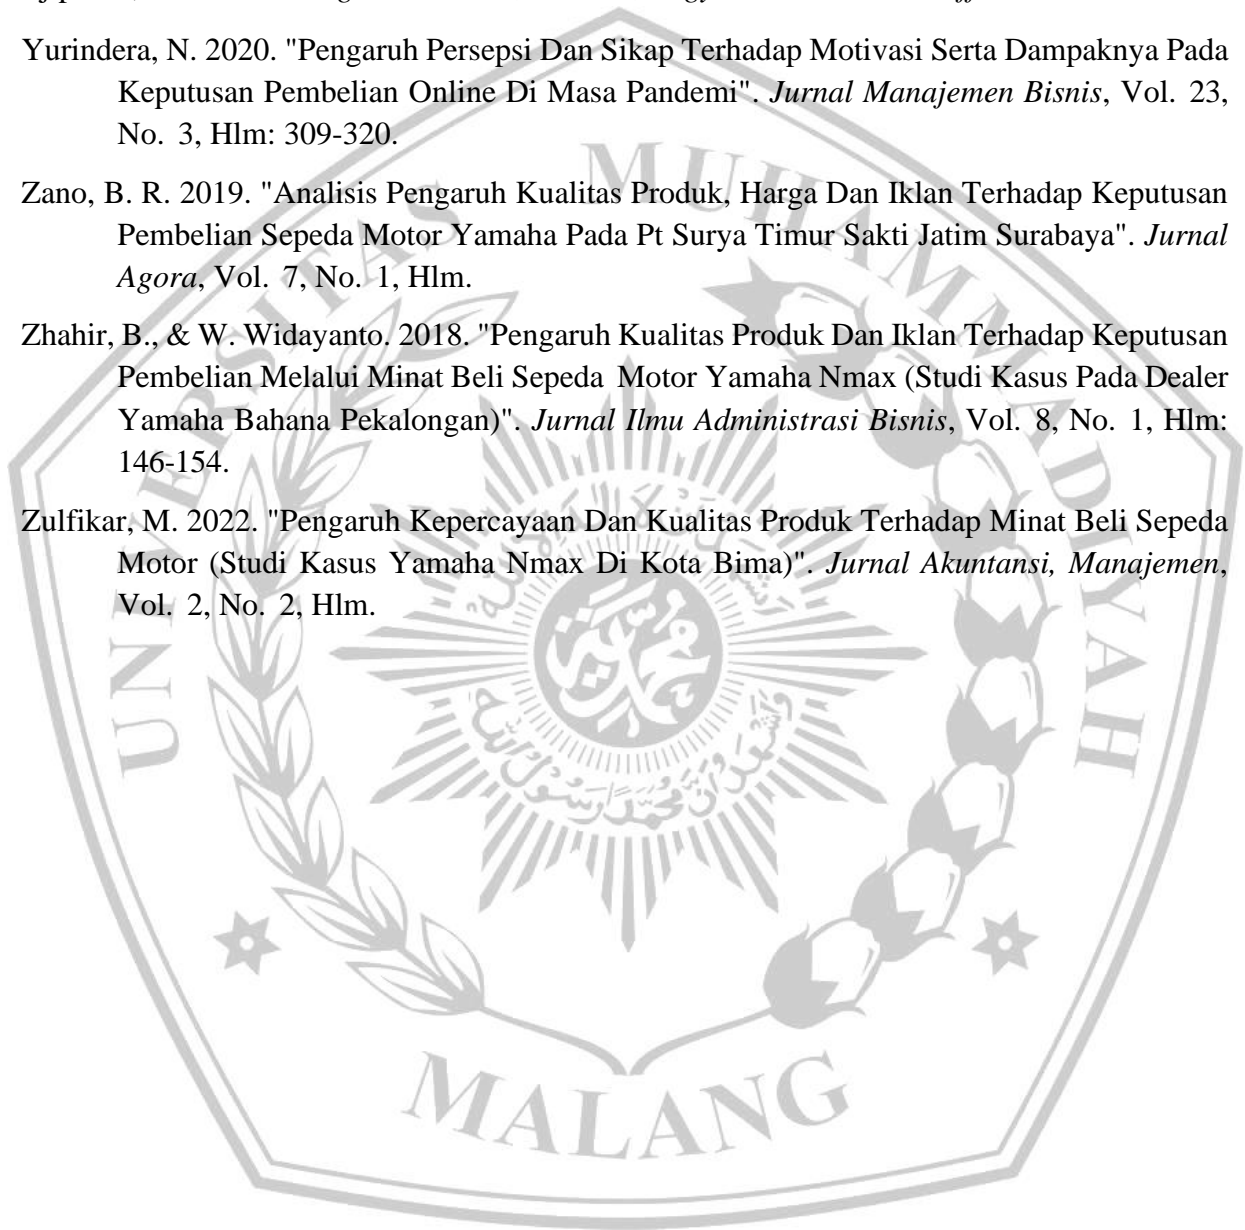 Yurindera, N. 2020. "Pengaruh Persepsi Dan Sikap Terhadap Motivasi Serta Dampaknya Pada
Keputusan Pembelian Online Di Masa Pandemi". Jurnal Manajemen Bisnis, Vol. 23,
No. 3, Hlm: 309-320.
Zano, B. R. 2019. "Analisis Pengaruh Kualitas Produk, Harga Dan Iklan Terhadap Keputusan
Pembelian Sepeda Motor Yamaha Pada Pt Surya Timur Sakti Jatim Surabaya". Jurnal
Agora, Vol. 7, No. 1, Hlm.
Zhahir, B., & W. Widayanto. 2018. "Pengaruh Kualitas Produk Dan Iklan Terhadap Keputusan
Pembelian Melalui Minat Beli Sepeda Motor Yamaha Nmax (Studi Kasus Pada Dealer
Yamaha Bahana Pekalongan)". Jurnal Ilmu Administrasi Bisnis, Vol. 8, No. 1, Hlm:
146-154.
Zulfikar, M. 2022. "Pengaruh Kepercayaan Dan Kualitas Produk Terhadap Minat Beli Sepeda
Motor (Studi Kasus Yamaha Nmax Di Kota Bima)". Jurnal Akuntansi, Manajemen,
Vol. 2, No. 2, Hlm.
UNIVERSITAS MUHAMMADIYAH
MALANG